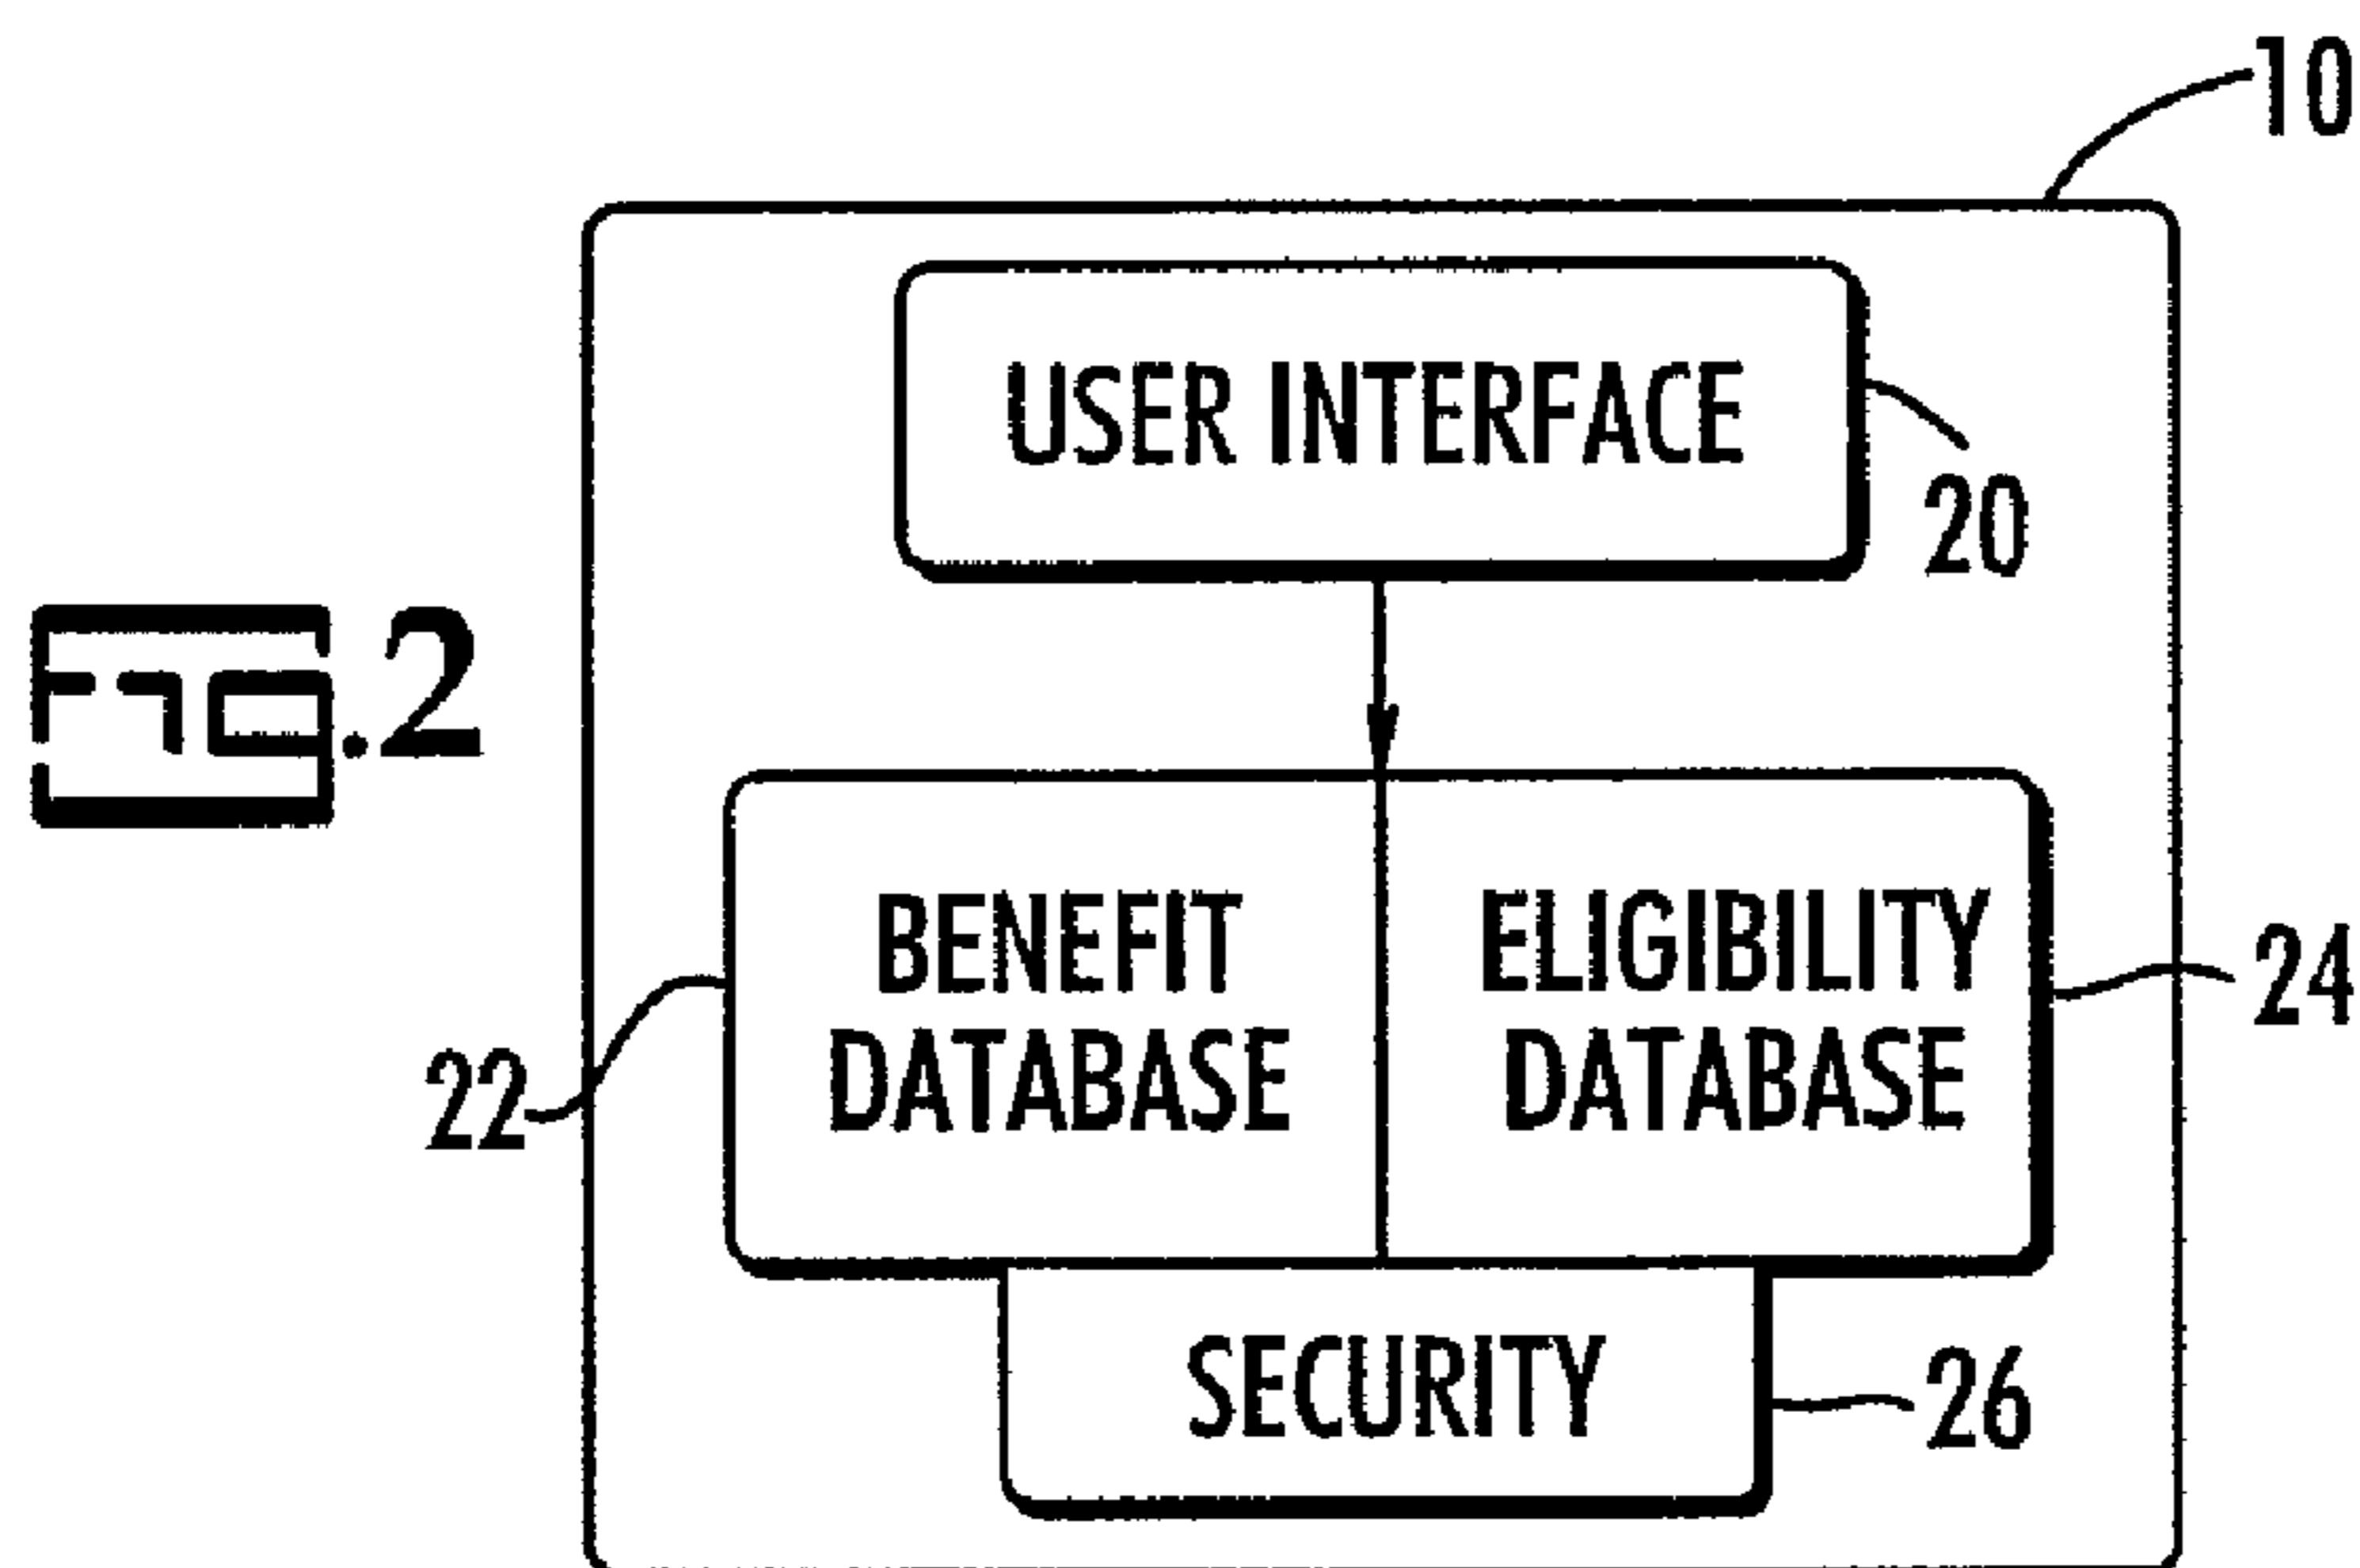 10
USER INTERFACE
20
Fig.2
BENEFIT
DATABASE
ELIGIBILITY
DATABASE
22
24
SECURITY
26